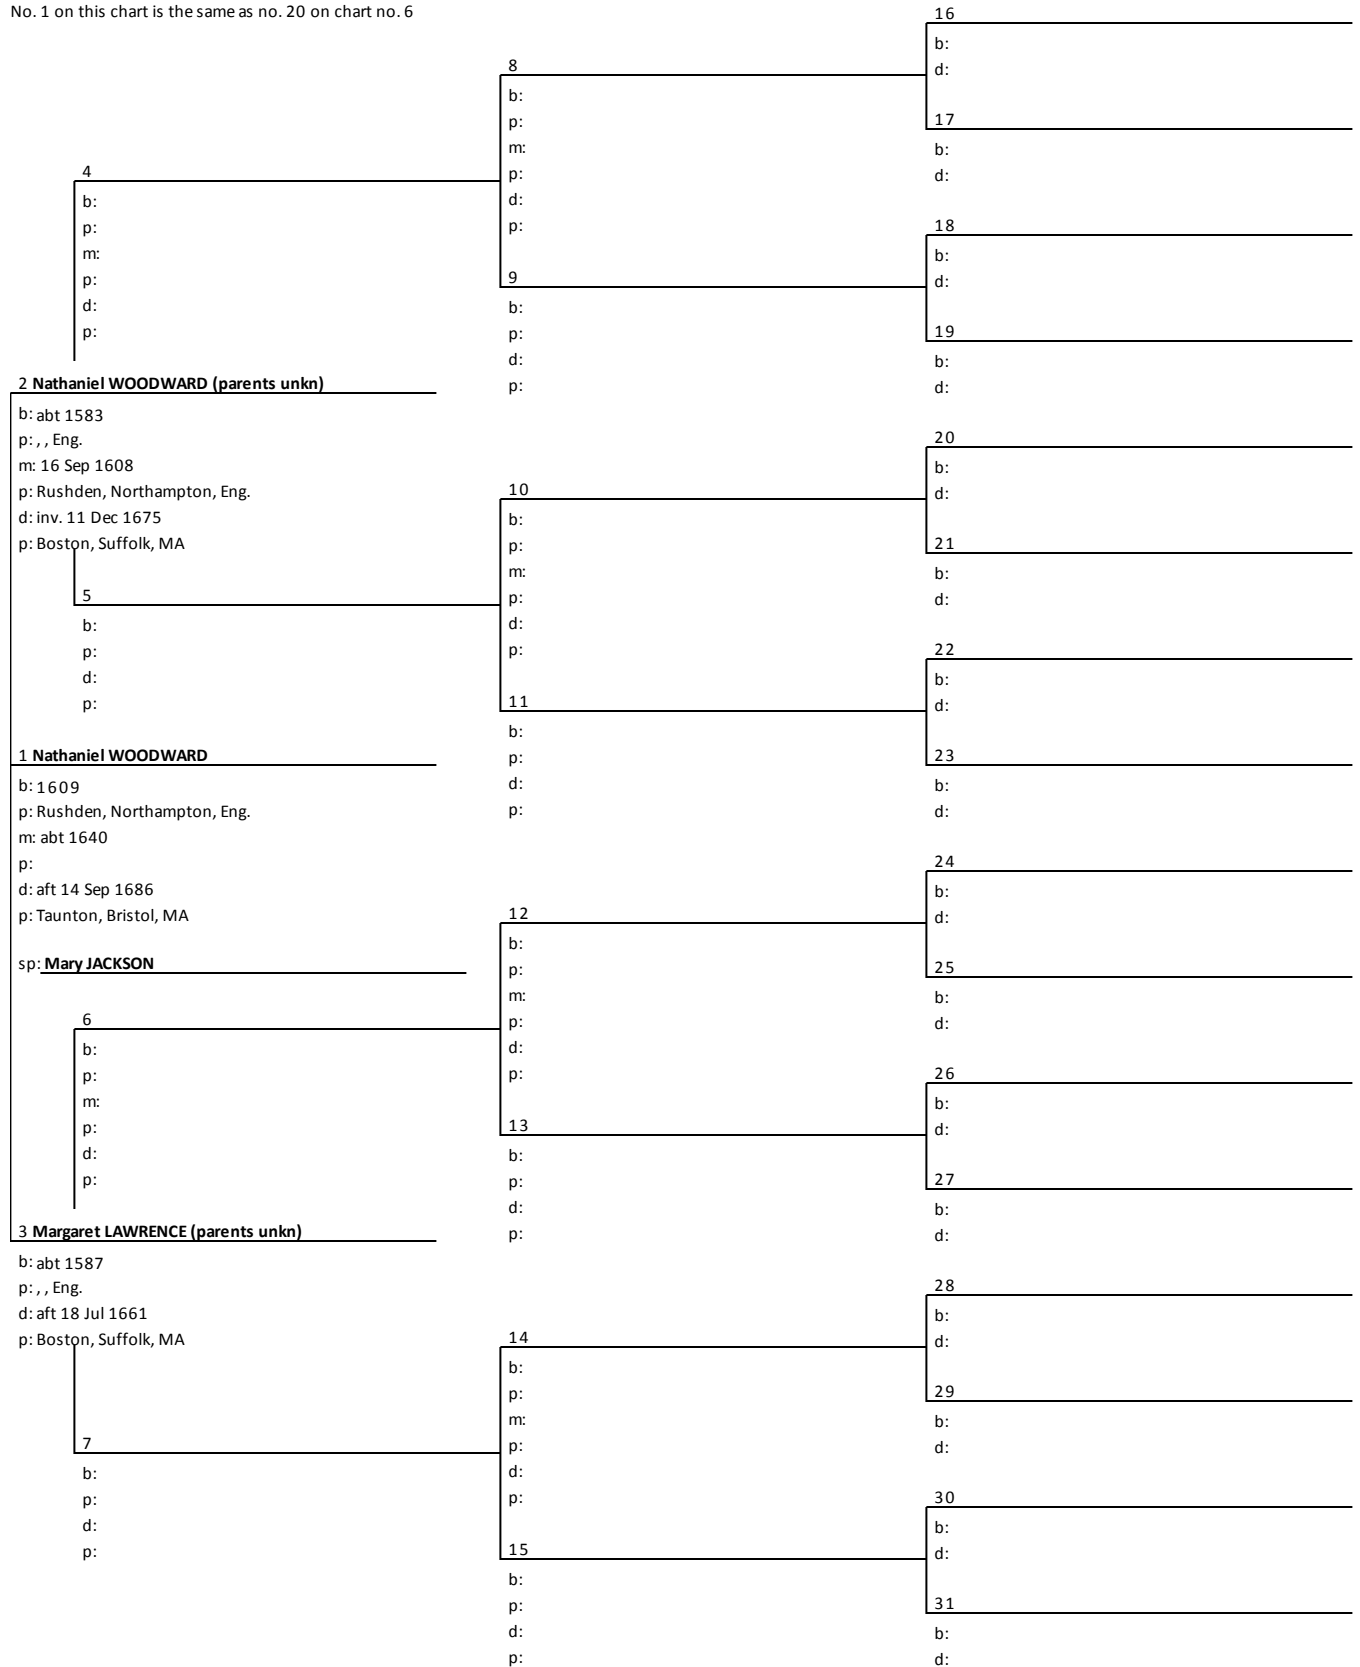 No. 1 on this chart is the same as no. 20 on chart no. 6
16
b:
d:
8
b:
p:
m:
p:
d:
p:
17
b:
d:
4
b:
p:
m:
p:
d:
p:
18
b:
d:
9
b:
p:
d:
p:
19
b:
d:
2 Nathaniel WOODWARD (parents unkn)
b: abt 1583
p: , , Eng.
m: 16 Sep 1608
p: Rushden, Northampton, Eng.
d: inv. 11 Dec 1675
p: Boston, Suffolk, MA
20
b:
d:
10
b:
p:
m:
p:
d:
p:
21
b:
d:
5
b:
p:
d:
p:
22
b:
d:
11
b:
p:
d:
p:
23
b:
d:
1 Nathaniel WOODWARD
b: 1609
p: Rushden, Northampton, Eng.
m: abt 1640
p:
d: aft 14 Sep 1686
p: Taunton, Bristol, MA
sp: Mary JACKSON
24
b:
d:
12
b:
p:
m:
p:
d:
p:
25
b:
d:
6
b:
p:
m:
p:
d:
p:
26
b:
d:
13
b:
p:
d:
p:
27
b:
d:
3 Margaret LAWRENCE (parents unkn)
b: abt 1587
p: , , Eng.
d: aft 18 Jul 1661
p: Boston, Suffolk, MA
28
b:
d:
14
b:
p:
m:
p:
d:
p:
29
b:
d:
7
b:
p:
d:
p:
30
b:
d:
15
b:
p:
d:
p:
31
b:
d: